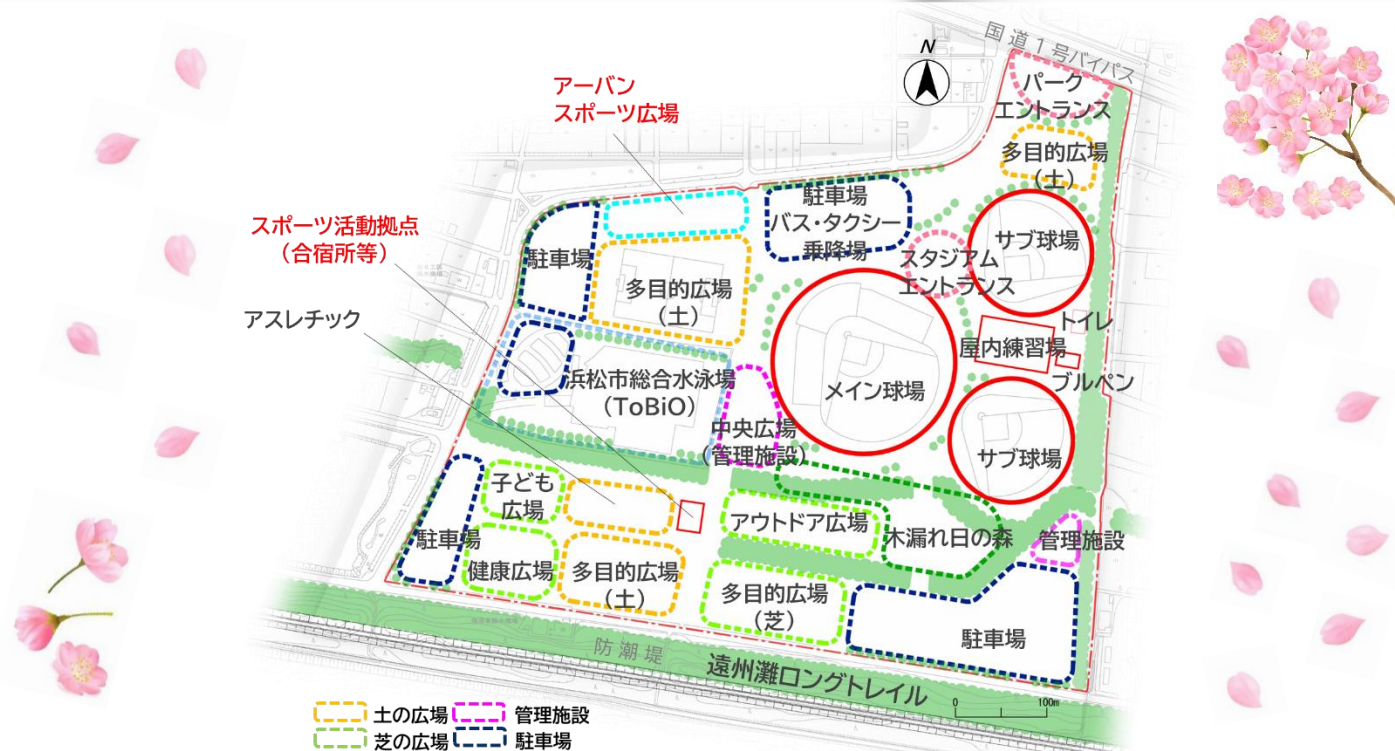 国道1号バイパス
N
パーク
エントランス
アーバン
スポーツ広場
多目的広場
(土)
駐車場
バス・タクシー
乗降場
スポーツ活動拠点
(合宿所等)
サブ球場
駐車場
スタジアム
エントランス
多目的広場
(土)
アスレチック
トイレ
屋内練習場
ブルペン
浜松市総合水泳場
(ToBiO)
メイン球場
中央広場
(管理施設)
サブ球場
子ども
広場
アウトドア広場
駐車場
木漏れ日の森
管理施設
健康広場
多目的広場
(土)
多目的広場
(芝)
駐車場
防潮堤
遠州灘ロングトレイル
0
100m
土の広場
管理施設
芝の広場
駐車場